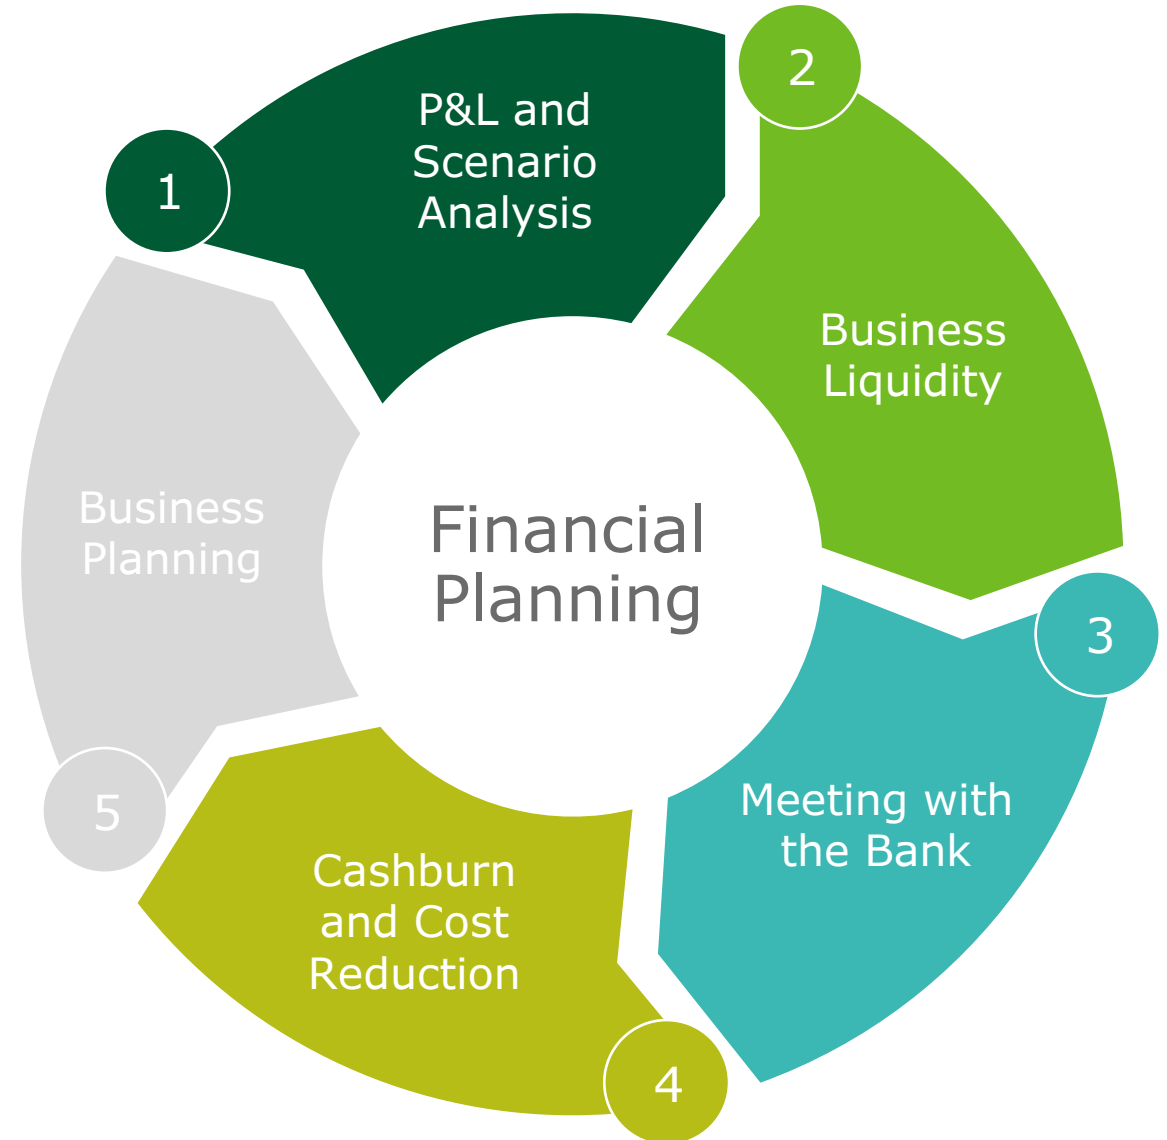 Financial
Planning
1
P&L and
Scenario
Analysis
2
Business
Liquidity
3
Meeting with
the Bank
4
Cashburn
and Cost
Reduction
5
Business
Planning